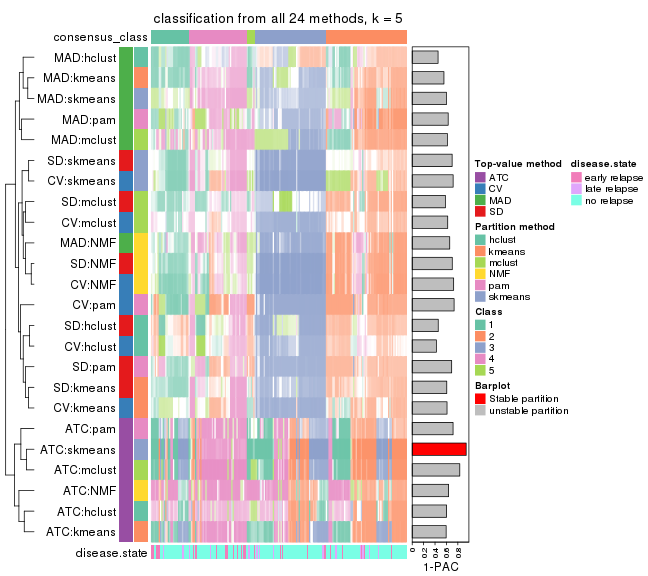 classification from all 24 methods, k = 5
consensus_class
MAD:hclust
MAD:kmeans
MAD:skmeans
MAD:pam
MAD:mclust
SD:skmeans
CV:skmeans
SD:mclust
CV:mclust
MAD:NMF
SD:NMF
CV:NMF
CV:pam
SD:hclust
CV:hclust
SD:pam
SD:kmeans
CV:kmeans
ATC:pam
ATC:skmeans
ATC:mclust
ATC:NMF
ATC:hclust
ATC:kmeans
disease.state
0 0.2 0.4 0.6 0.8
1-PAC
Top-value method
ATC
CV
MAD
SD
Partition method
hclust
kmeans
mclust
NMF
pam
skmeans
Class
1
2
3
4
5
Barplot
Stable partition
unstable partition
disease.state
early relapse
late relapse
no relapse